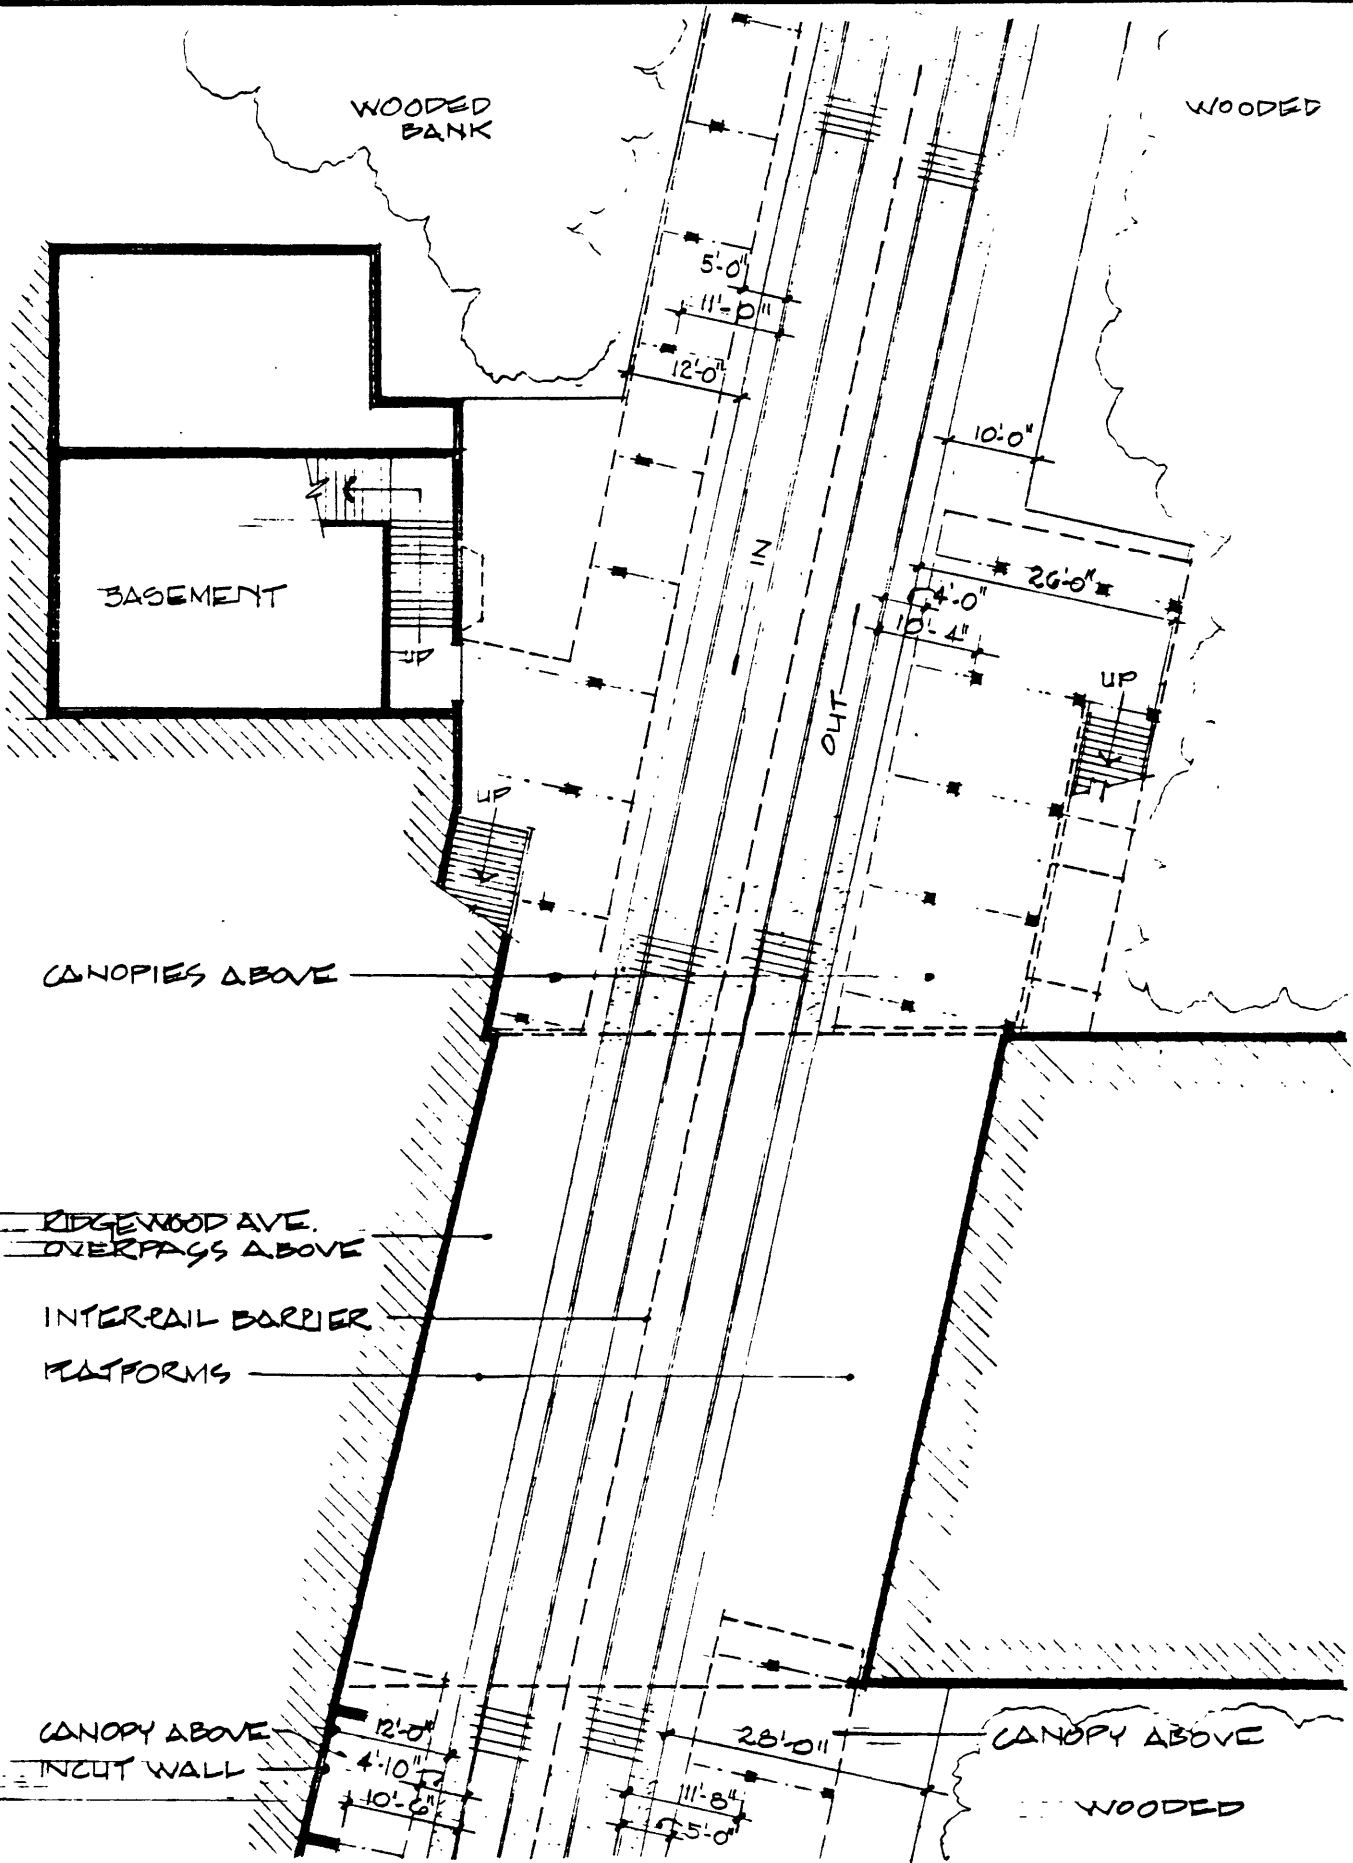 WOODED
BANK
WOODED
5'-0"
11'-0"
12'-0"
10'-0"
IN
26'-0"
4'-0"
10'-4"
BASEMENT
UP
UP
OUT
UP
CANOPIES ABOVE
RIDGEWOOD AVE.
OVERPASS ABOVE
INTER-RAIL BARRIER
PLATFORMS
CANOPY ABOVE
12'-0"
28'-0"
CANOPY ABOVE
INCUT WALL
4'-10"
10'-6"
11'-8"
5'-0"
WOODED